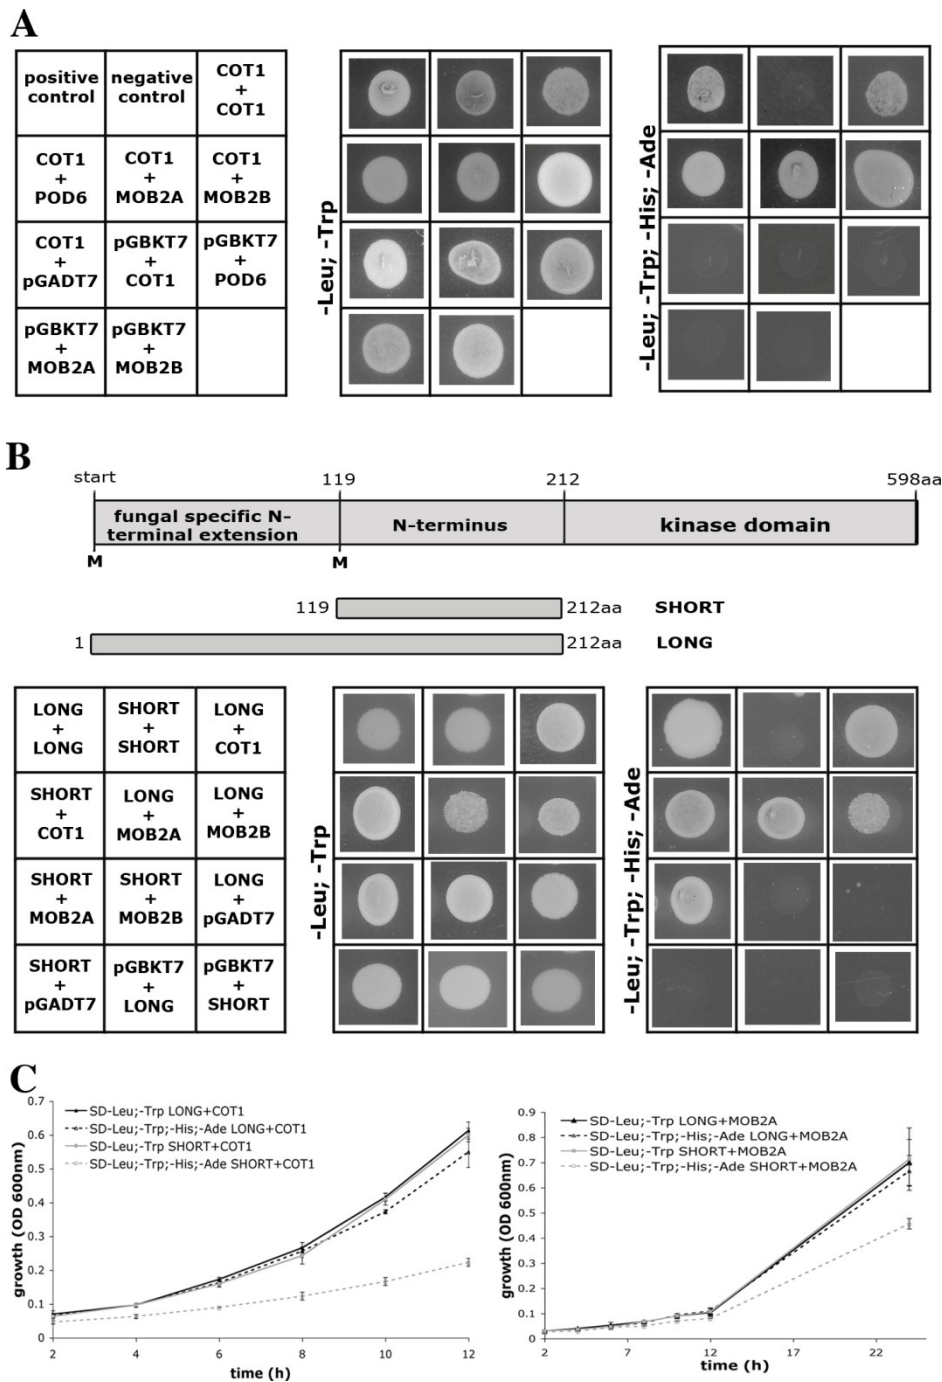 A
positive
control
negative
control
COT1
+
COT1
COT1
+
POD6
COT1
+
MOB2A
COT1
+
MOB2B
COT1
+
pGADT7
pGBKT7
+
COT1
pGBKT7
+
POD6
pGBKT7
+
MOB2A
pGBKT7
+
MOB2B
-Leu; -Trp
-Leu; -Trp; -His; -Ade
B
start
119
212
598aa
fungal specific N-
terminal extension
N-terminus
kinase domain
M
M
119
212aa
SHORT
1
212aa
LONG
LONG
+
LONG
SHORT
+
SHORT
LONG
+
COT1
SHORT
+
COT1
LONG
+
MOB2A
LONG
+
MOB2B
SHORT
+
MOB2A
SHORT
+
MOB2B
LONG
+
pGADT7
SHORT
+
pGADT7
pGBKT7
+
LONG
pGBKT7
+
SHORT
-Leu; -Trp
-Leu; -Trp; -His; -Ade
C
growth (OD 600nm)
0.7
0.6
0.5
0.4
0.3
0.2
0.1
0
SD-Leu;-Trp LONG+COT1
SD-Leu;-Trp;-His;-Ade LONG+COT1
SD-Leu;-Trp SHORT+COT1
SD-Leu;-Trp;-His;-Ade SHORT+COT1
2 4 6 8 10 12
time (h)
growth (OD 600nm)
0.9
0.8
0.7
0.6
0.5
0.4
0.3
0.2
0.1
0
SD-Leu;-Trp LONG+MOB2A
SD-Leu;-Trp;-His;-Ade LONG+MOB2A
SD-Leu;-Trp SHORT+MOB2A
SD-Leu;-Trp;-His;-Ade SHORT+MOB2A
2 7 12 17 22
time (h)